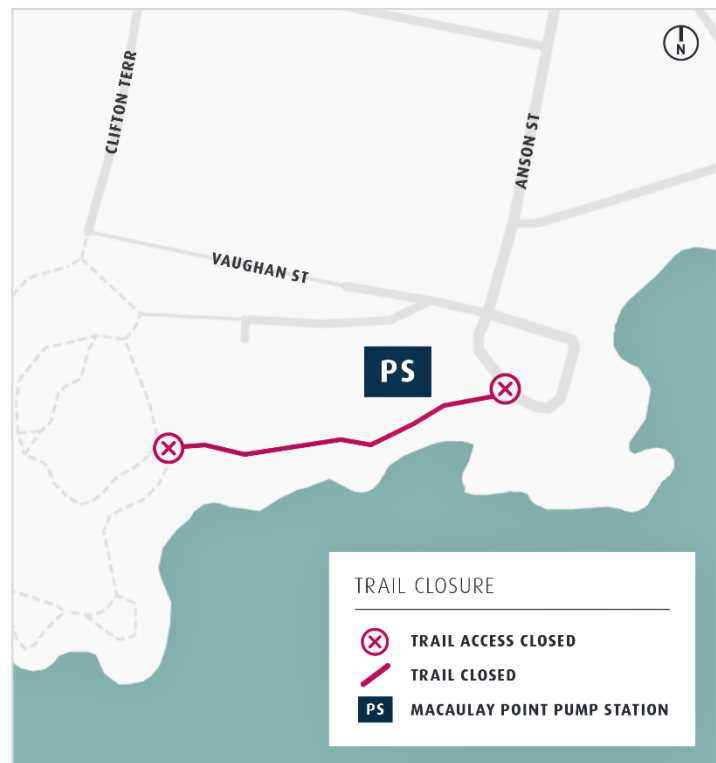 N
CLIFTON TERR
ANSON ST
VAUGHAN ST
PS
TRAIL CLOSURE
TRAIL ACCESS CLOSED
TRAIL CLOSED
PS MACAULAY POINT PUMP STATION